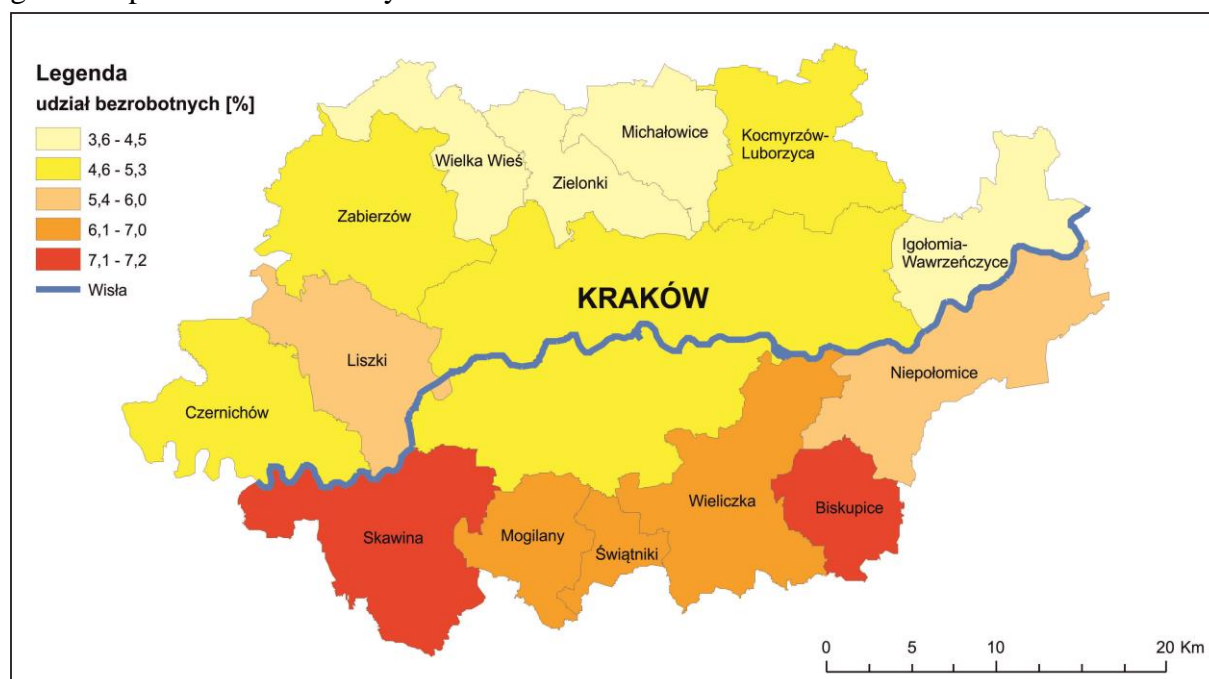 Legenda
udział bezrobotnych [%]
3,6 - 4,5
4,6 - 5,3
5,4 - 6,0
6,1 - 7,0
7,1 - 7,2
Wisła
Michałowice
Kocmyrzów-
Luborzyca
Wielka Wieś
Zielonki
Zabierzów
Igołomia-
Wawrzeńczyce
KRAKÓW
Liszki
Niepołomice
Czernichów
Wieliczka
Biskupice
Skawina
Mogilany
Świątniki
0 5 10 20 Km